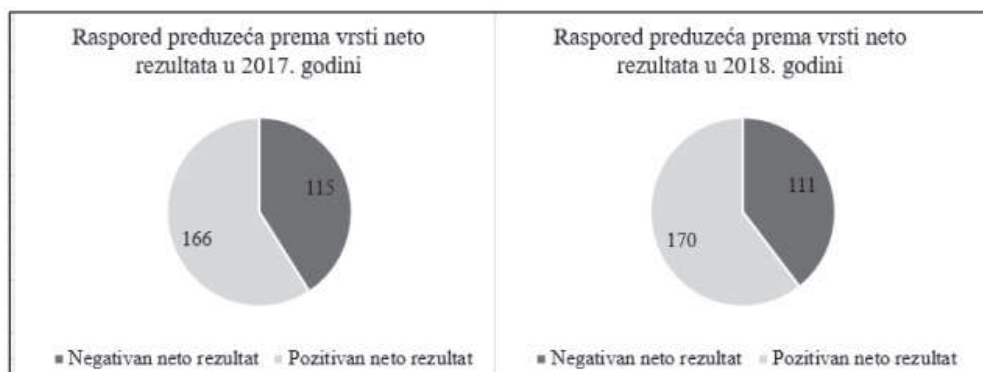 Raspored preduzeća prema vrsti neto
rezultata u 2017. godini
115
166
Negativan neto rezultat
Pozitivan neto rezultat
Raspored preduzeća prema vrsti neto
rezultata u 2018. godini
111
170
Negativan neto rezultat
Pozitivan neto rezultat